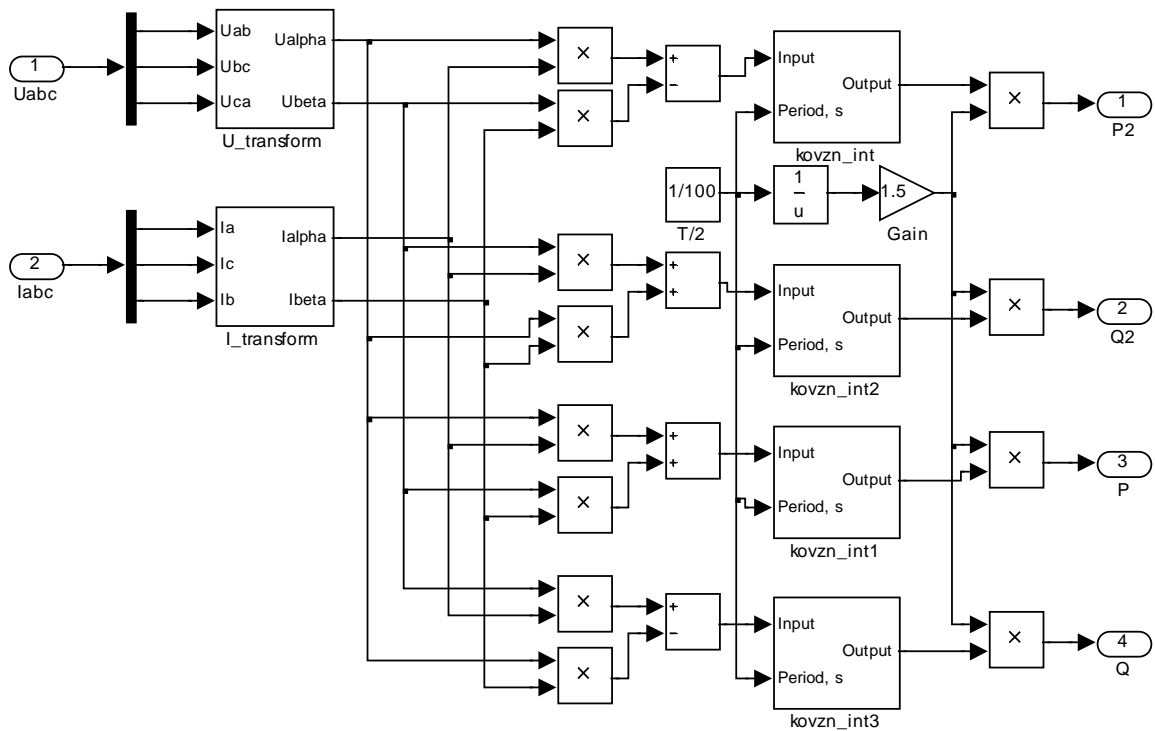 1
Uabc
Uab
Ubc
Uca
Ualpha
Ubeta
U_transform
2
Iabc
Ia
Ic
Ib
Ialpha
Ibeta
I_transform
×
×
+
−
Input
Period, s
Output
kovzn_int
×
1
P2
1/100
T/2
1
u
1.5
Gain
×
×
+
+
Input
Period, s
Output
kovzn_int2
×
2
Q2
×
×
+
+
Input
Period, s
Output
kovzn_int1
×
3
P
×
×
+
−
Input
Period, s
Output
kovzn_int3
×
4
Q